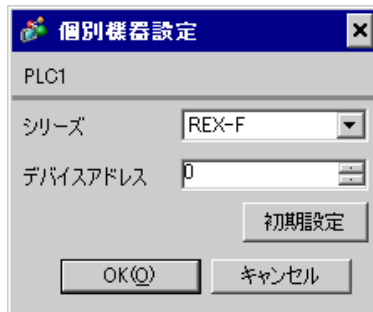 個別機器設定
PLC1
シリーズ REX-F
デバイスアドレス 0
初期設定
OK(O) キャンセル